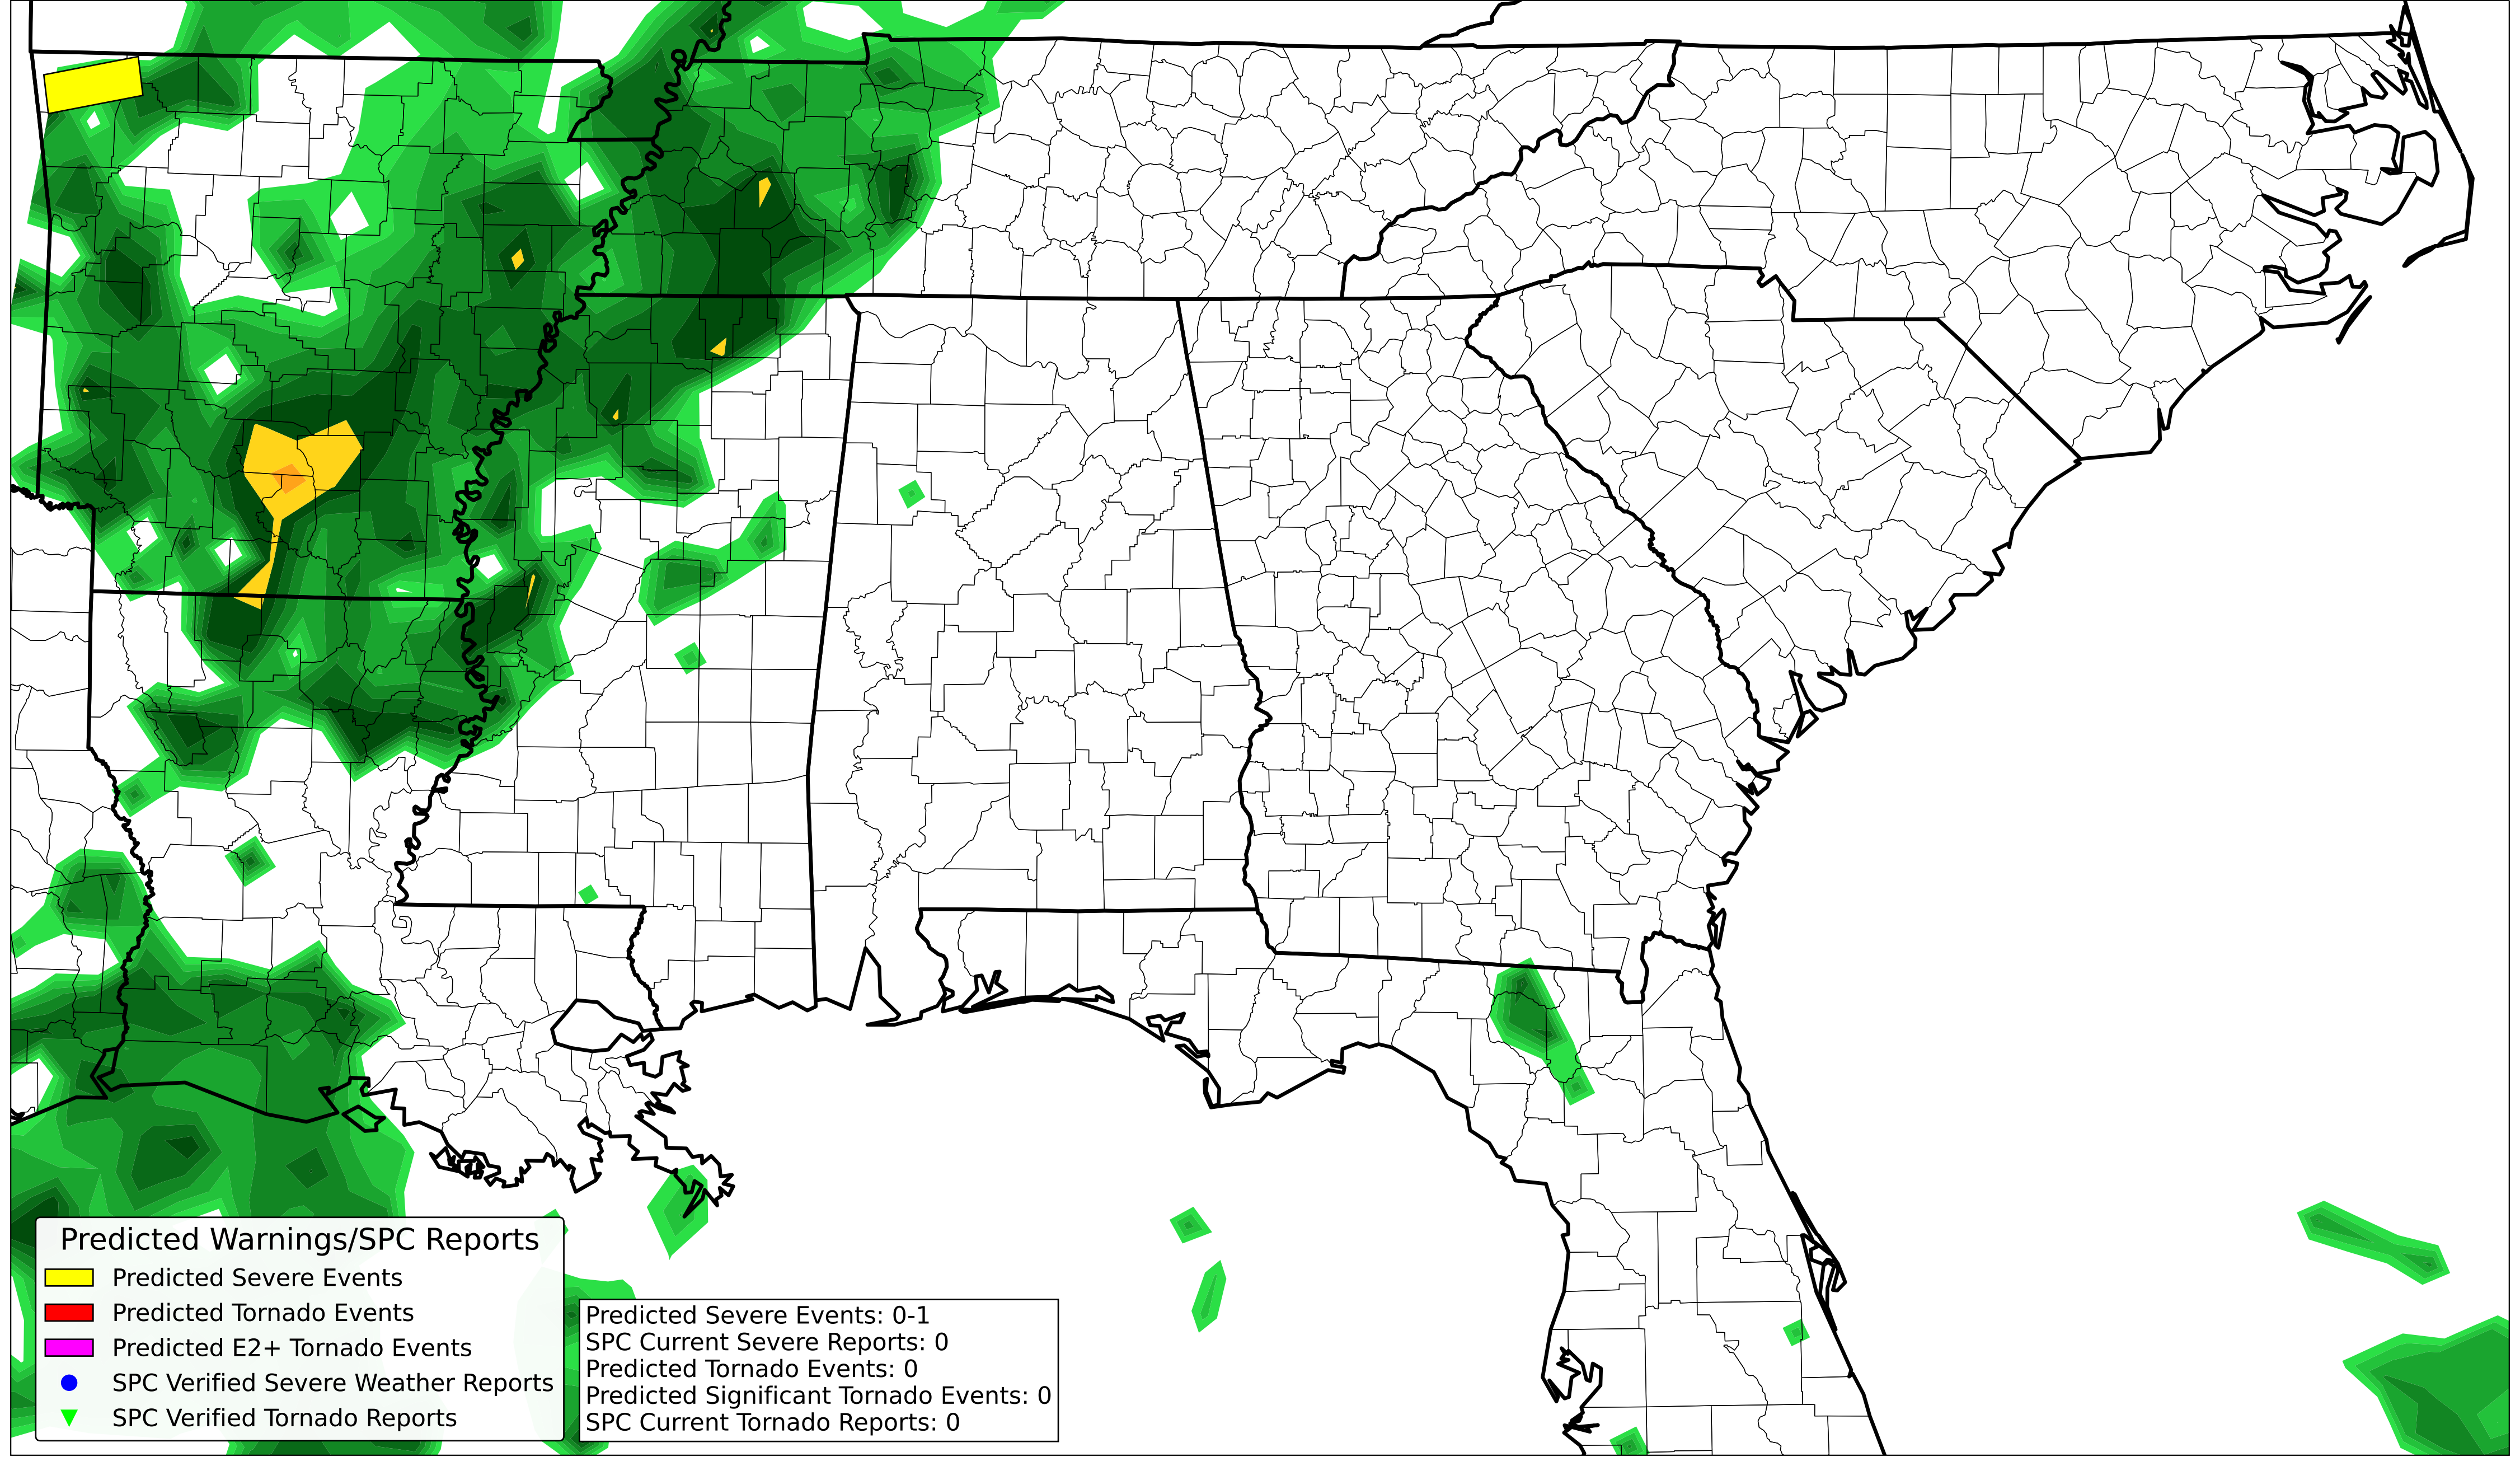 Predicted Warnings/SPC Reports
Predicted Severe Events
Predicted Tornado Events
Predicted E2+ Tornado Events
SPC Verified Severe Weather Reports
SPC Verified Tornado Reports
Predicted Severe Events: 0-1
SPC Current Severe Reports: 0
Predicted Tornado Events: 0
Predicted Significant Tornado Events: 0
SPC Current Tornado Reports: 0